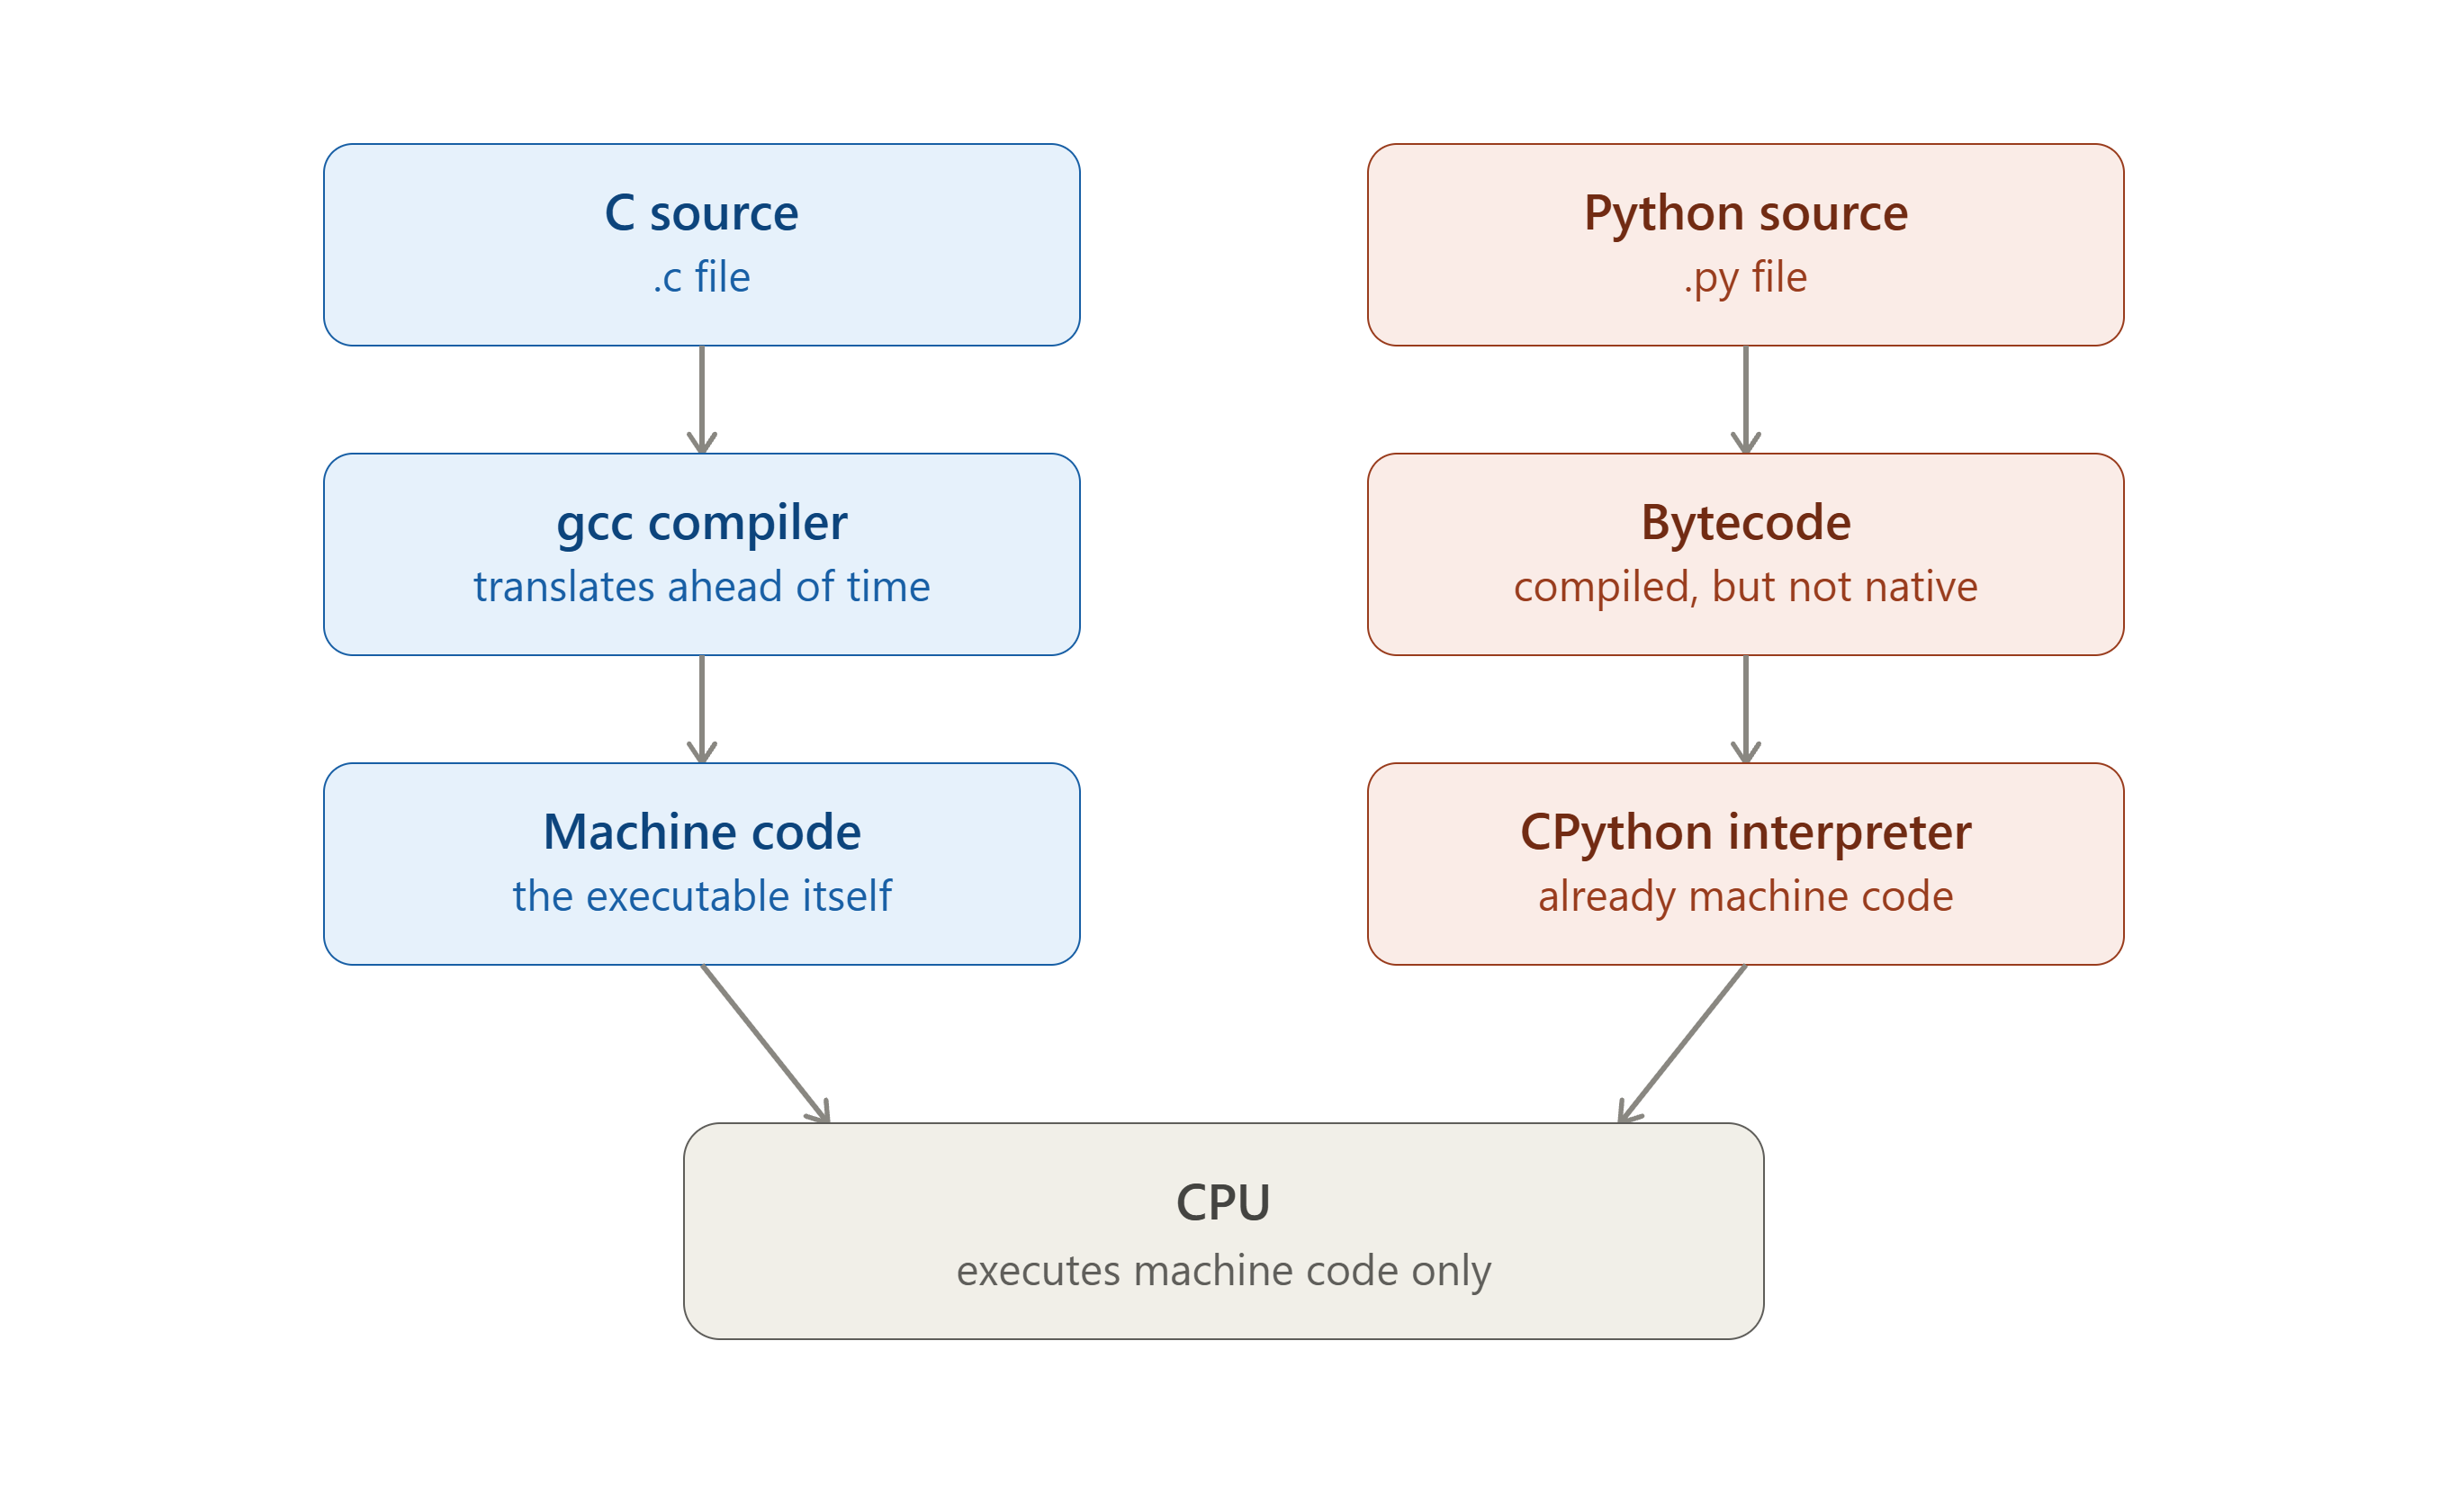 C source
.c file
gcc compiler
translates ahead of time
Machine code
the executable itself
Python source
.py file
Bytecode
compiled, but not native
CPython interpreter
already machine code
CPU
executes machine code only